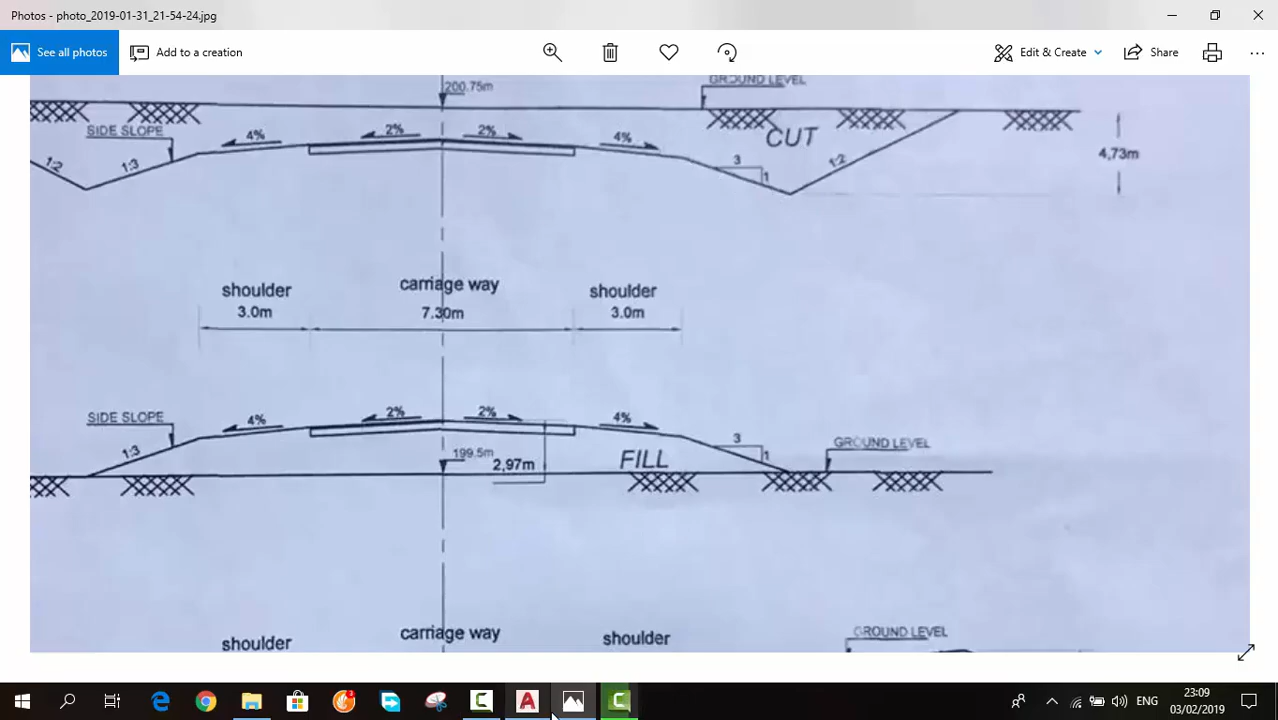 Photos - photo_2019-01-31_21-54-24.jpg
See all photos
Add to a creation
Edit & Create
Share
200.75m
GROUND LEVEL
SIDE SLOPE
4%
2%
2%
4%
CUT
1:2
1:3
3
1
1:2
4,73m
shoulder
carriage way
shoulder
3.0m
7.30m
3.0m
SIDE SLOPE
4%
2%
2%
4%
1:3
3
1
GROUND LEVEL
199.5m
2,97m
FILL
shoulder
carriage way
shoulder
GROUND LEVEL
ENG
23:09
03/02/2019